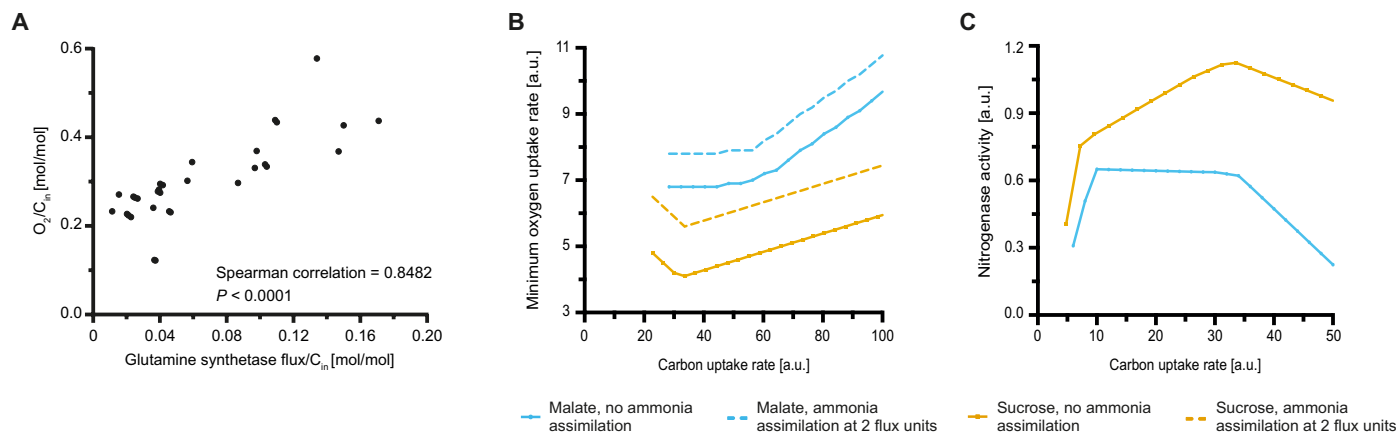 A
O₂/Cᵢₙ [mol/mol]
0.6
0.4
0.2
0.0
Spearman correlation = 0.8482
P < 0.0001
0
0.04
0.08
0.12
0.16
0.20
Glutamine synthetase flux/Cᵢₙ [mol/mol]
B
Minimum oxygen uptake rate [a.u.]
11
9
7
5
3
0
20
40
60
80
100
Carbon uptake rate [a.u.]
C
Nitrogenase activity [a.u.]
1.2
0.9
0.6
0.3
0.0
0
10
20
30
40
50
Carbon uptake rate [a.u.]
Malate, no ammonia
assimilation
Malate, ammonia
assimilation at 2 flux units
Sucrose, no ammonia
assimilation
Sucrose, ammonia
assimilation at 2 flux units